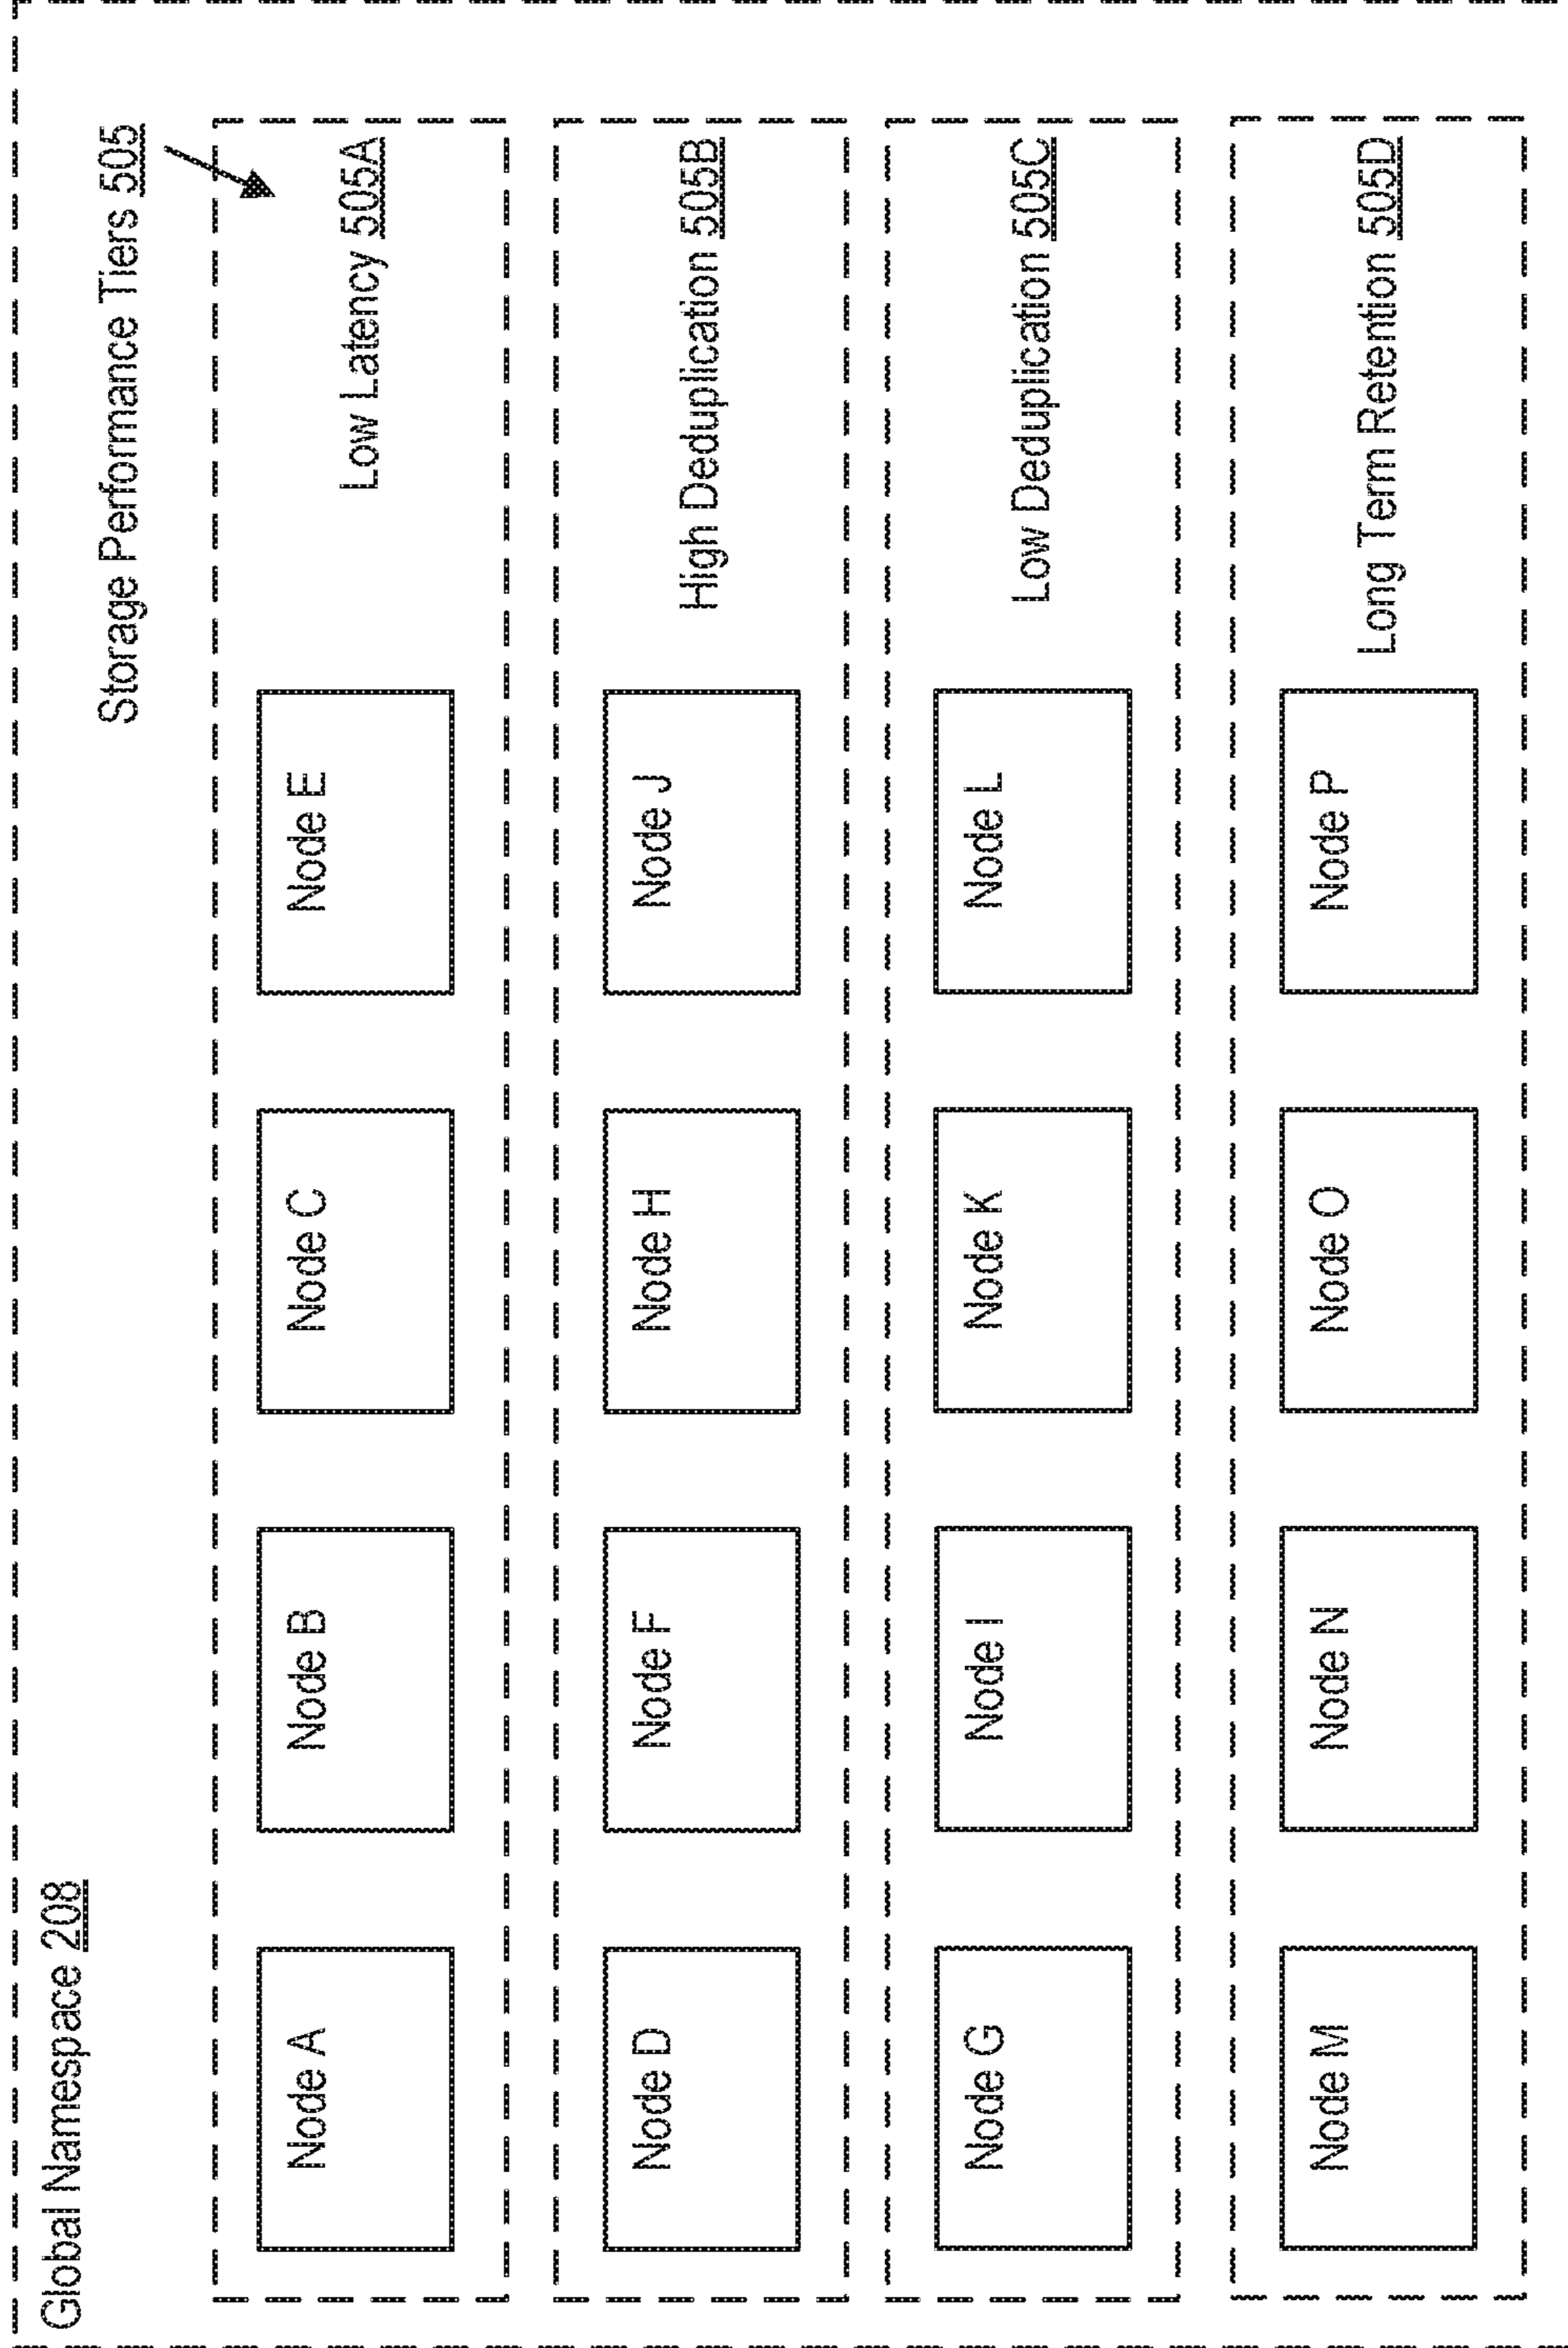 Global Namespace 208
Storage Performance Tiers 505
Node A
Node B
Node C
Node E
Low Latency 505A
Node D
Node F
Node H
Node J
High Deduplication 505B
Node G
Node I
Node K
Node L
Low Deduplication 505C
Node M
Node N
Node O
Node P
Long Term Retention 505D